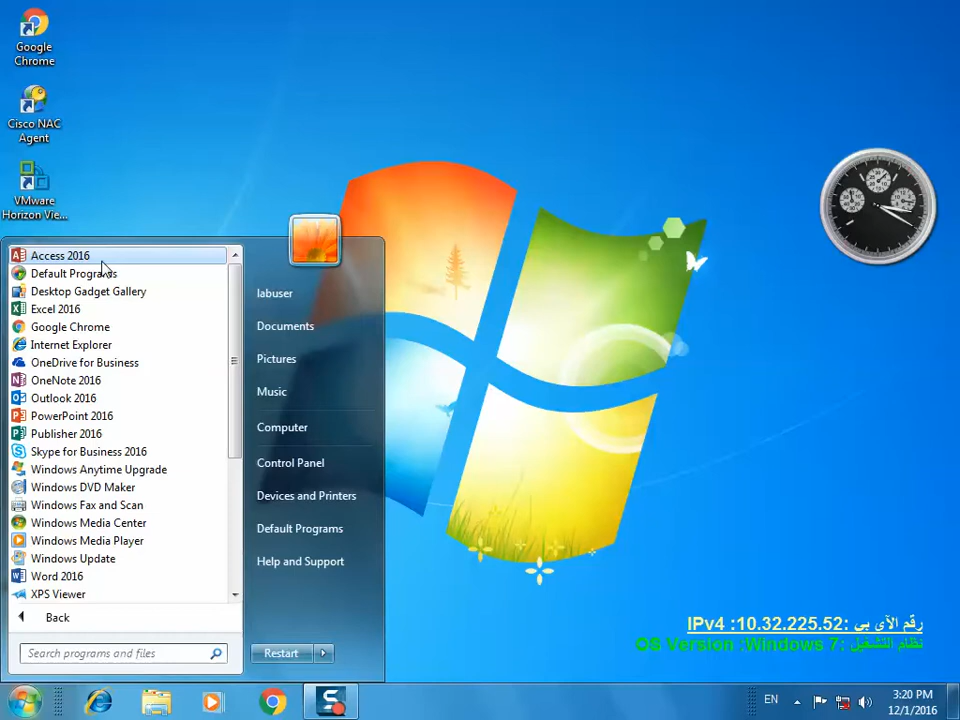 Google
Chrome
Cisco NAC
Agent
VMware
Horizon Vie...
Access 2016
Default Programs
Desktop Gadget Gallery
Excel 2016
Google Chrome
Internet Explorer
OneDrive for Business
OneNote 2016
Outlook 2016
PowerPoint 2016
Publisher 2016
Skype for Business 2016
Windows Anytime Upgrade
Windows DVD Maker
Windows Fax and Scan
Windows Media Center
Windows Media Player
Windows Update
Word 2016
XPS Viewer
Back
Search programs and files
labuser
Documents
Pictures
Music
Computer
Control Panel
Devices and Printers
Default Programs
Help and Support
Restart
رقم الآي بي :IPv4 :10.32.225.52
نظام التشغيل :OS Version :Windows 7
EN
3:20 PM
12/1/2016